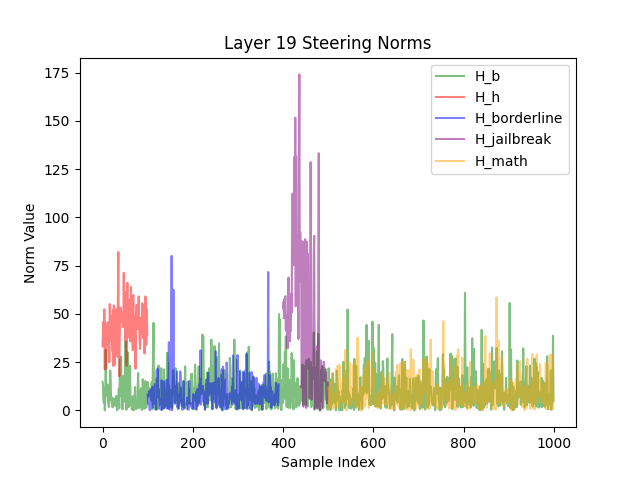 Layer 19 Steering Norms
Norm Value
175
150
125
100
75
50
25
0
H_b
H_h
H_borderline
H_jailbreak
H_math
0
200
400
600
800
1000
Sample Index